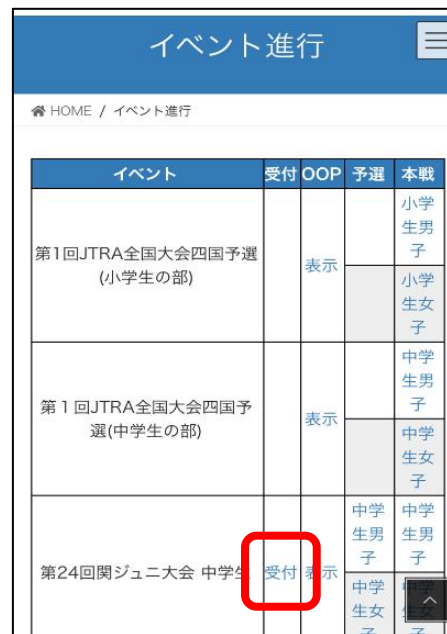 イベント進行
HOME / イベント進行
イベント 受付 OOP 予選 本戦
第1回JTRA全国大会四国予選
(小学生の部)
表示
小学
生男
子
小学
生女
子
第１回JTRA全国大会四国予
選(中学生の部)
表示
中学
生男
子
中学
生女
子
第24回関ジュニ大会 中学生
受付
表示
中学
生男
子
中学
生男
子
中学
生女
子
中学
生女
子